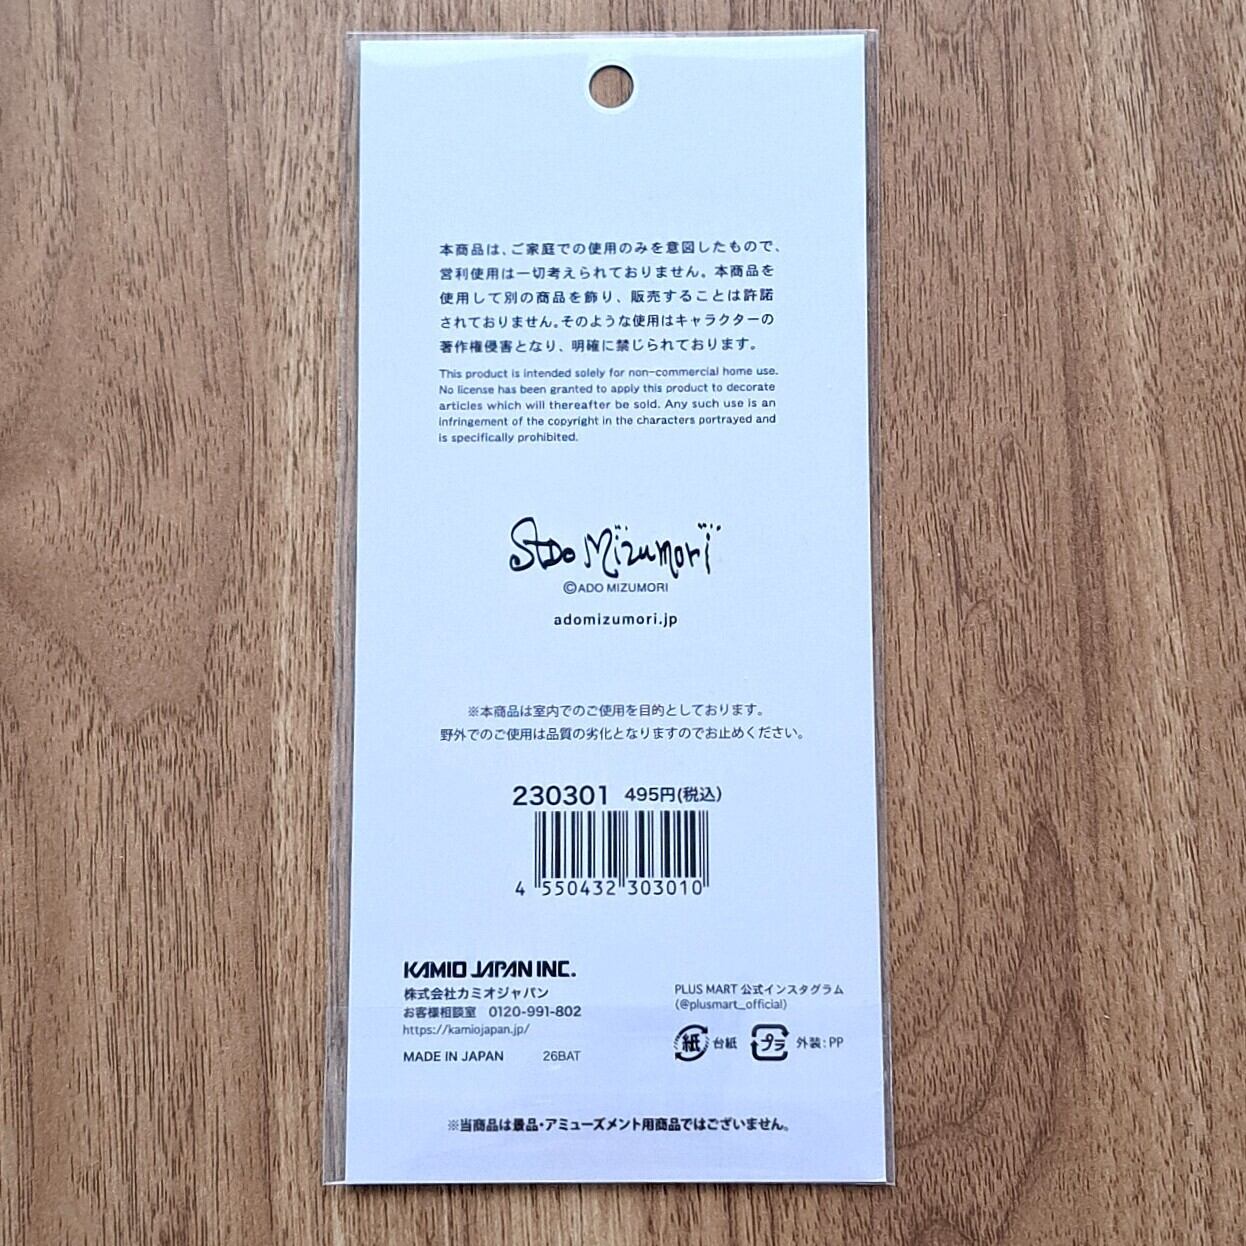 本商品は、ご家庭での使用のみを意図したもので、
営利使用は一切考えられておりません。本商品を
使用して別の商品を飾り、販売することは許諾
されておりません。そのような使用はキャラクターの
著作権侵害となり、明確に禁じられております。
This product is intended solely for non-commercial home use.
No license has been granted to apply this product to decorate
articles which will thereafter be sold. Any such use is an
infringement of the copyright in the characters portrayed and
is specifically prohibited.
Ado Mizumori
©ADO MIZUMORI
adomizumori.jp
※本商品は室内でのご使用を目的としております。
野外でのご使用は品質の劣化となりますのでお止めください。
230301 495円(税込)
4 550432 303010
KAMIO JAPAN INC.
株式会社カミオジャパン
お客様相談室 0120-991-802
https://kamiojapan.jp/
MADE IN JAPAN 26BAT
PLUS MART 公式インスタグラム
(@plusmart_official)
紙 台紙 プラ 外装:PP
※当商品は景品・アミューズメント用商品ではございません。